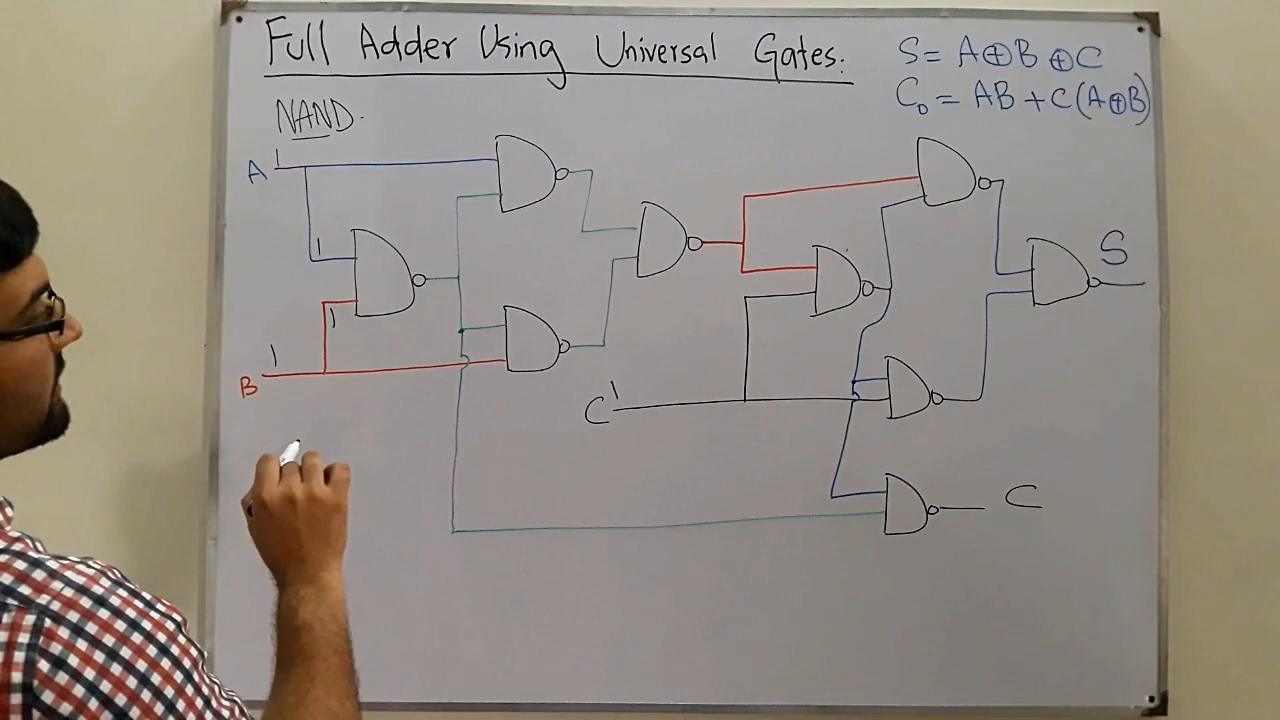 Full Adder Using Universal Gates.
S = A⊕B⊕C
C₀ = AB + C(A⊕B)
NAND.
A 1
1
1
B 1
C 1
S
C